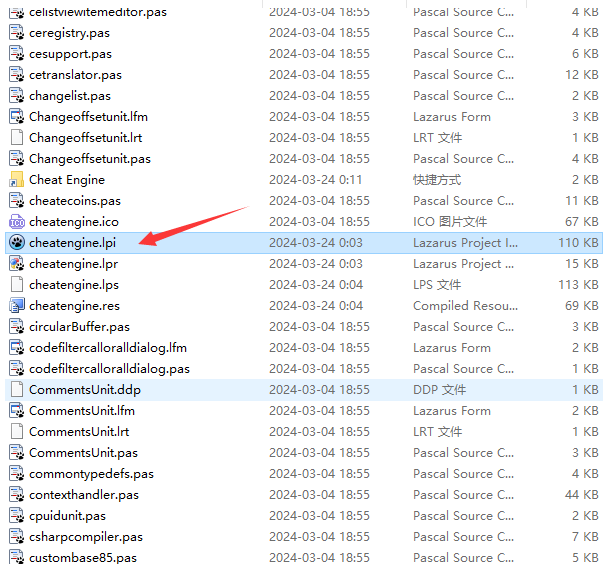 celistviewitemeditor.pas 2024-03-04 18:55 Pascal Source C... 4 KB
ceregistry.pas 2024-03-04 18:55 Pascal Source C... 4 KB
cesupport.pas 2024-03-04 18:55 Pascal Source C... 6 KB
cetranslator.pas 2024-03-04 18:55 Pascal Source C... 12 KB
changelist.pas 2024-03-04 18:55 Pascal Source C... 2 KB
Changeoffsetunit.lfm 2024-03-04 18:55 Lazarus Form 3 KB
Changeoffsetunit.lrt 2024-03-04 18:55 LRT 文件 1 KB
Changeoffsetunit.pas 2024-03-04 18:55 Pascal Source C... 4 KB
Cheat Engine 2024-03-24 0:11 快捷方式 2 KB
cheatecoins.pas 2024-03-04 18:55 Pascal Source C... 11 KB
cheatengine.ico 2024-03-04 18:55 ICO 图片文件 67 KB
cheatengine.lpi 2024-03-24 0:03 Lazarus Project I... 110 KB
cheatengine.lpr 2024-03-24 0:03 Lazarus Project ... 15 KB
cheatengine.lps 2024-03-24 0:04 LPS 文件 113 KB
cheatengine.res 2024-03-24 0:04 Compiled Resou... 69 KB
circularBuffer.pas 2024-03-04 18:55 Pascal Source C... 3 KB
codefiltercalloralldialog.lfm 2024-03-04 18:55 Lazarus Form 2 KB
codefiltercalloralldialog.pas 2024-03-04 18:55 Pascal Source C... 1 KB
CommentsUnit.ddp 2024-03-04 18:55 DDP 文件 1 KB
CommentsUnit.lfm 2024-03-04 18:55 Lazarus Form 2 KB
CommentsUnit.lrt 2024-03-04 18:55 LRT 文件 1 KB
CommentsUnit.pas 2024-03-04 18:55 Pascal Source C... 3 KB
commontypedefs.pas 2024-03-04 18:55 Pascal Source C... 4 KB
contexthandler.pas 2024-03-04 18:55 Pascal Source C... 44 KB
cpuidunit.pas 2024-03-04 18:55 Pascal Source C... 2 KB
csharpcompiler.pas 2024-03-04 18:55 Pascal Source C... 7 KB
custombase85.pas 2024-03-04 18:55 Pascal Source C... 5 KB